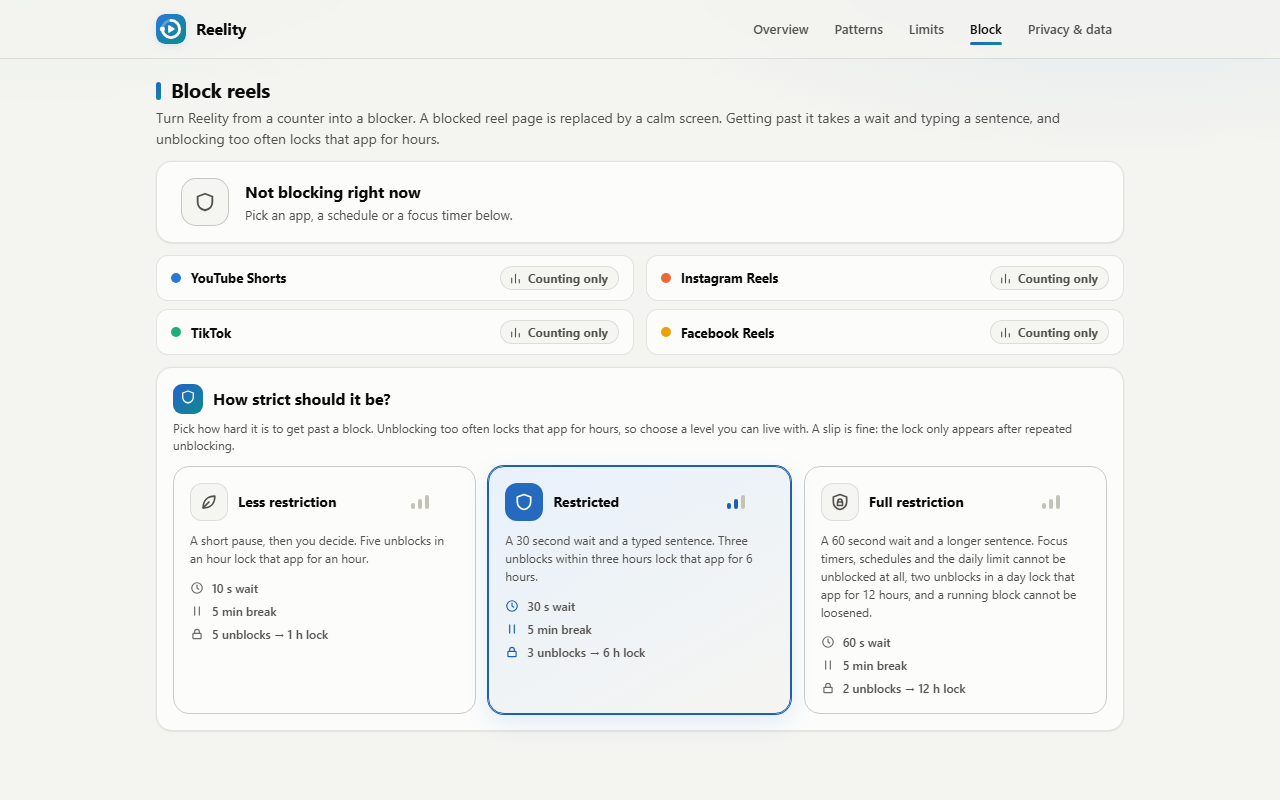 Reelity
Overview
Patterns
Limits
Block
Privacy & data
Block reels
Turn Reelity from a counter into a blocker. A blocked reel page is replaced by a calm screen. Getting past it takes a wait and typing a sentence, and
unblocking too often locks that app for hours.
Not blocking right now
Pick an app, a schedule or a focus timer below.
YouTube Shorts
Counting only
Instagram Reels
Counting only
TikTok
Counting only
Facebook Reels
Counting only
How strict should it be?
Pick how hard it is to get past a block. Unblocking too often locks that app for hours, so choose a level you can live with. A slip is fine: the lock only appears after repeated
unblocking.
Less restriction
A short pause, then you decide. Five unblocks in
an hour lock that app for an hour.
10 s wait
5 min break
5 unblocks → 1 h lock
Restricted
A 30 second wait and a typed sentence. Three
unblocks within three hours lock that app for 6
hours.
30 s wait
5 min break
3 unblocks → 6 h lock
Full restriction
A 60 second wait and a longer sentence. Focus
timers, schedules and the daily limit cannot be
unblocked at all, two unblocks in a day lock that
app for 12 hours, and a running block cannot be
loosened.
60 s wait
5 min break
2 unblocks → 12 h lock